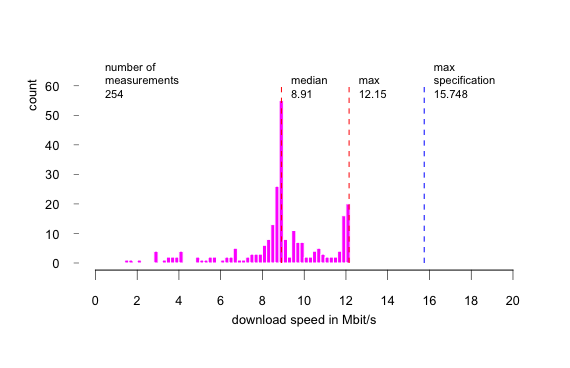 number of
measurements
254
median
8.91
max
12.15
max
specification
15.748
count
60
50
40
30
20
10
0
0 2 4 6 8 10 12 14 16 18 20
download speed in Mbit/s